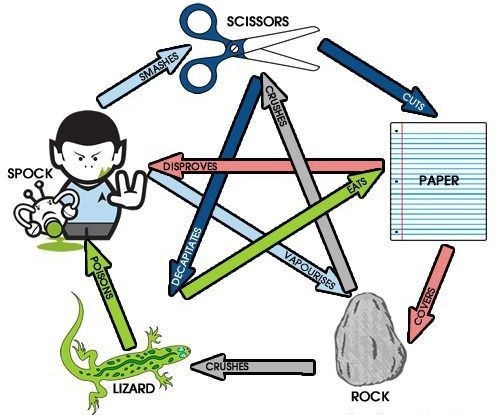 SCISSORS
SMASHES
CUTS
CRUSHES
DISPROVES
SPOCK
EATS
PAPER
DECAPITATES
VAPOURISES
POISONS
COVERS
CRUSHES
LIZARD
ROCK